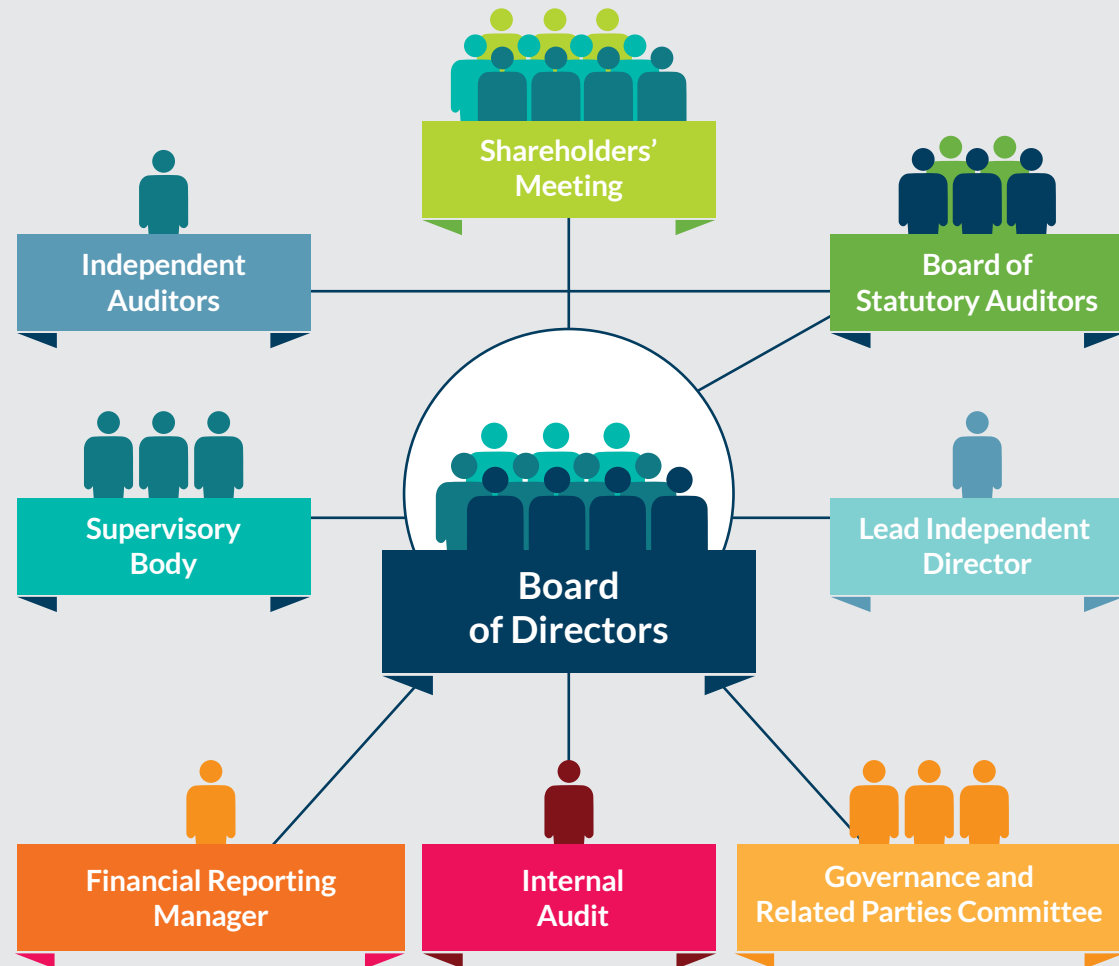 Shareholders’
Meeting
Independent
Auditors
Board of
Statutory Auditors
Supervisory
Body
Lead Independent
Director
Board
of Directors
Financial Reporting
Manager
Internal
Audit
Governance and
Related Parties Committee